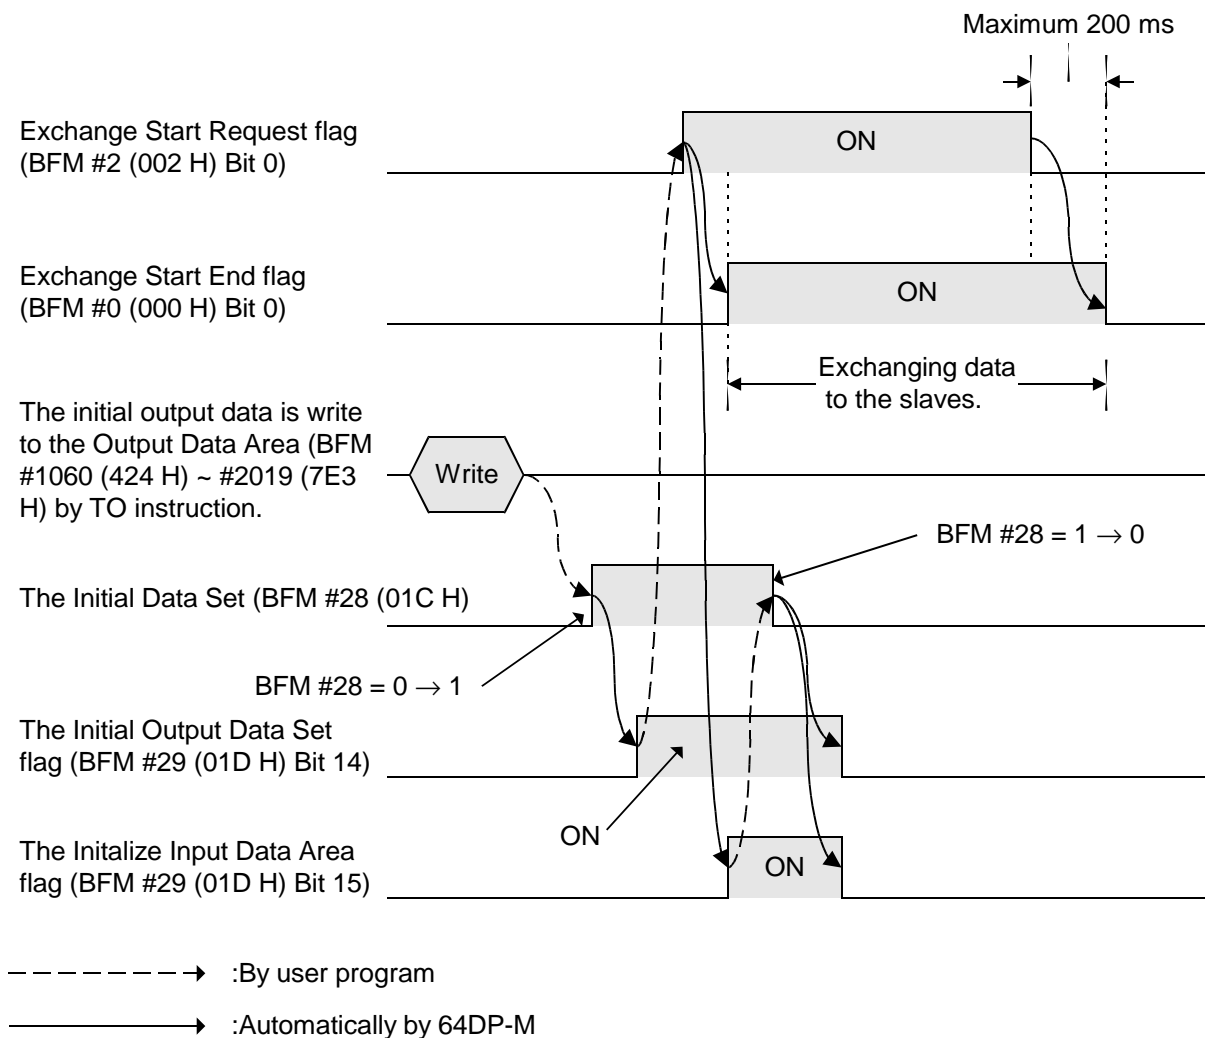 Maximum 200 ms
Exchange Start Request flag
(BFM #2 (002 H) Bit 0)
ON
Exchange Start End flag
(BFM #0 (000 H) Bit 0)
ON
Exchanging data
to the slaves.
The initial output data is write
to the Output Data Area (BFM
#1060 (424 H) ~ #2019 (7E3
H) by TO instruction.
Write
BFM #28 = 1 → 0
The Initial Data Set (BFM #28 (01C H)
BFM #28 = 0 → 1
The Initial Output Data Set
flag (BFM #29 (01D H) Bit 14)
ON
The Initalize Input Data Area
flag (BFM #29 (01D H) Bit 15)
ON
:By user program
:Automatically by 64DP-M